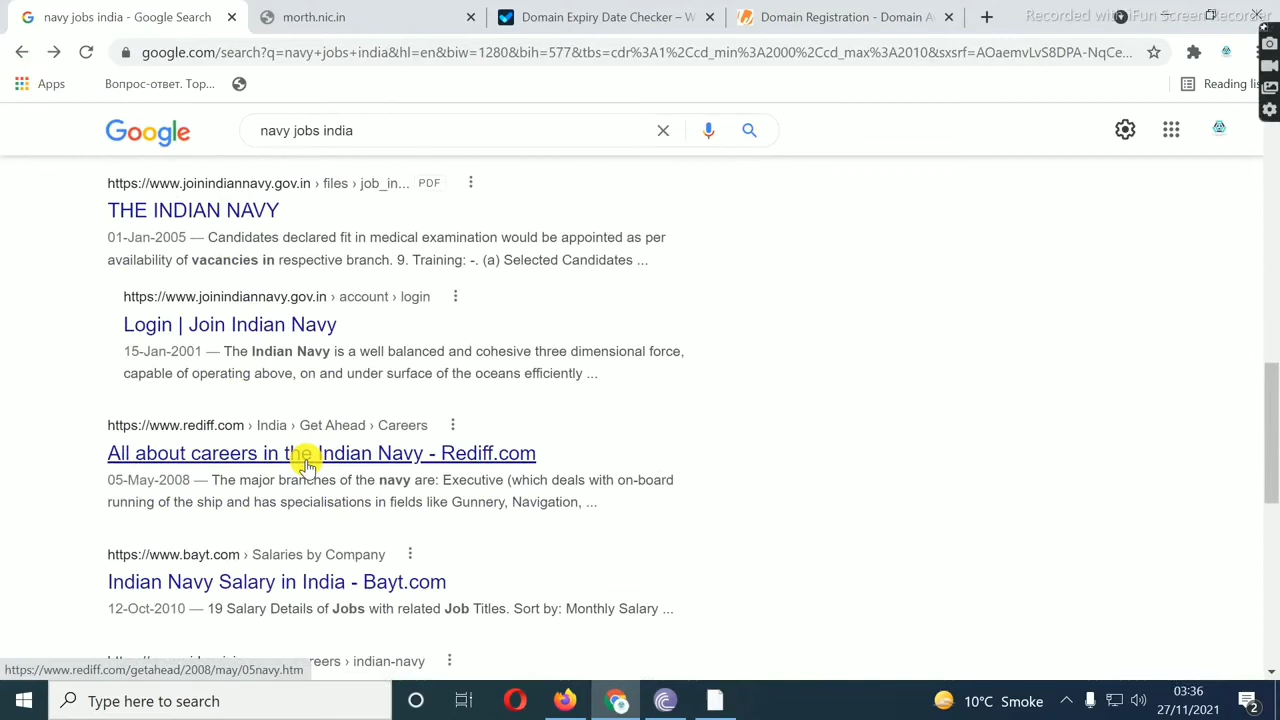 navy jobs india - Google Search
morth.nic.in
Domain Expiry Date Checker – W
Domain Registration - Domain A
Recorded with iFun Screen Recorder
google.com/search?q=navy+jobs+india&hl=en&biw=1280&bih=577&tbs=cdr%3A1%2Ccd_min%3A2000%2Ccd_max%3A2010&sxsrf=AOaemvLvS8DPA-NqCe...
Apps
Вопрос-ответ. Top...
Reading lis
Google
navy jobs india
https://www.joinindiannavy.gov.in › files › job_in... PDF
THE INDIAN NAVY
01-Jan-2005 — Candidates declared fit in medical examination would be appointed as per
availability of vacancies in respective branch. 9. Training: -. (a) Selected Candidates ...
https://www.joinindiannavy.gov.in › account › login
Login | Join Indian Navy
15-Jan-2001 — The Indian Navy is a well balanced and cohesive three dimensional force,
capable of operating above, on and under surface of the oceans efficiently ...
https://www.rediff.com › India › Get Ahead › Careers
All about careers in the Indian Navy - Rediff.com
05-May-2008 — The major branches of the navy are: Executive (which deals with on-board
running of the ship and has specialisations in fields like Gunnery, Navigation, ...
https://www.bayt.com › Salaries by Company
Indian Navy Salary in India - Bayt.com
12-Oct-2010 — 19 Salary Details of Jobs with related Job Titles. Sort by: Monthly Salary ...
reers › indian-navy
https://www.rediff.com/getahead/2008/may/05navy.htm
Type here to search
10°C Smoke
03:36
27/11/2021
2